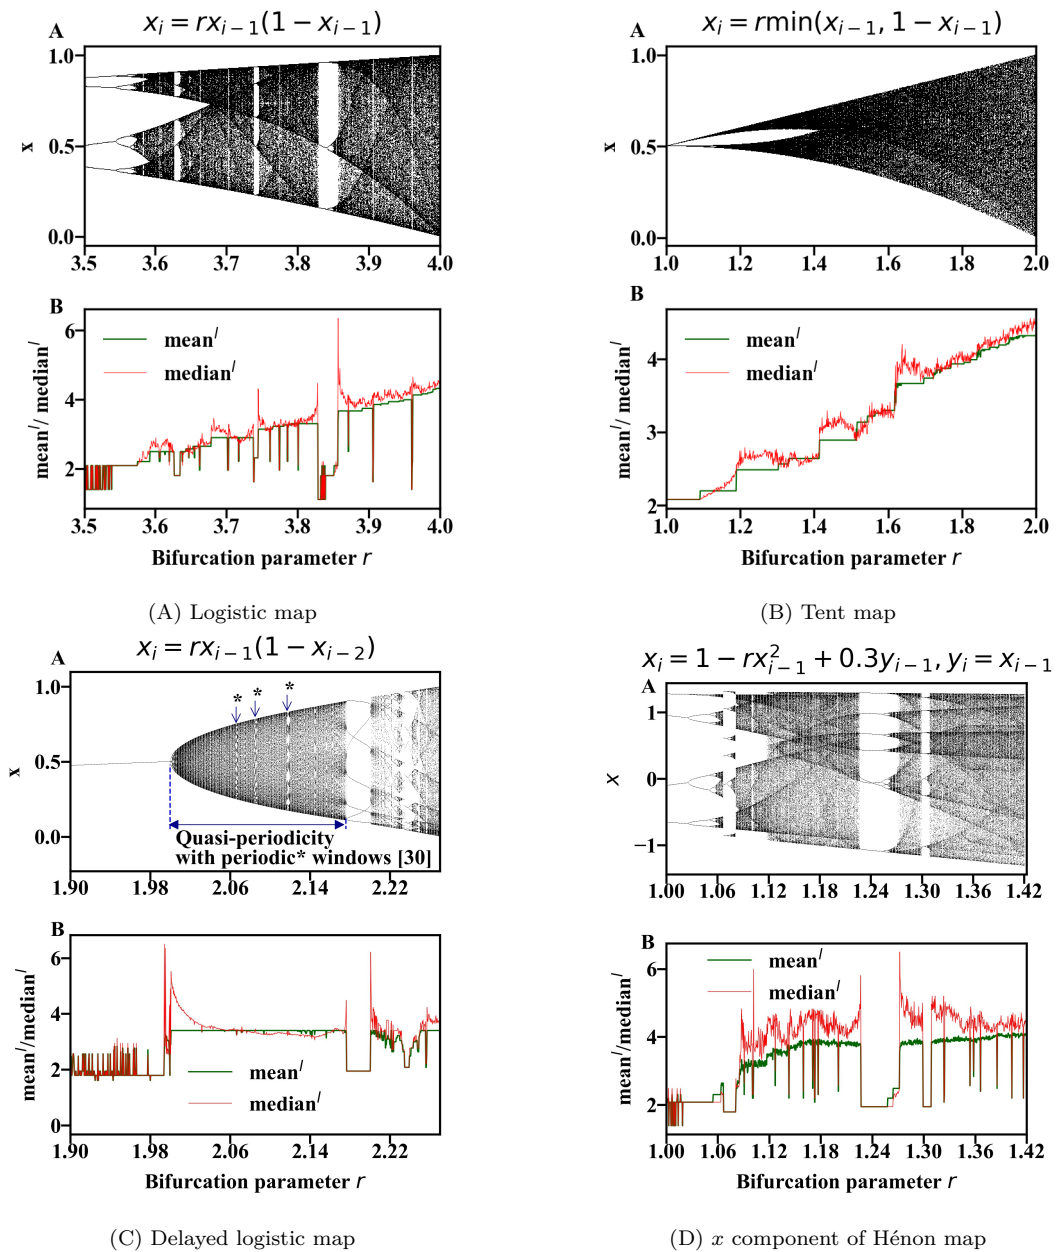 A
x_i = rx_{i−1}(1 − x_{i−1})
1.0
0.5
0.0
x
3.5 3.6 3.7 3.8 3.9 4.0
B
mean^l
median^l
6
4
2
mean^l/ median^l
3.5 3.6 3.7 3.8 3.9 4.0
Bifurcation parameter r
(A) Logistic map
A
x_i = r min(x_{i−1}, 1 − x_{i−1})
1.0
0.5
0.0
x
1.0 1.2 1.4 1.6 1.8 2.0
B
mean^l
median^l
4
3
2
mean^l/ median^l
1.0 1.2 1.4 1.6 1.8 2.0
Bifurcation parameter r
(B) Tent map
A
x_i = rx_{i−1}(1 − x_{i−2})
1.0
0.5
0.0
x
* * *
Quasi-periodicity
with periodic* windows [30]
1.90 1.98 2.06 2.14 2.22
B
6
4
2
0
mean^l/median^l
mean^l
median^l
1.90 1.98 2.06 2.14 2.22
Bifurcation parameter r
(C) Delayed logistic map
x_i = 1 − rx_{i−1}^2 + 0.3y_{i−1}, y_i = x_{i−1}
A
1
0
−1
x
1.00 1.06 1.12 1.18 1.24 1.30 1.36 1.42
B
mean^l
median^l
6
4
2
mean^l/median^l
1.00 1.06 1.12 1.18 1.24 1.30 1.36 1.42
Bifurcation parameter r
(D) x component of Hénon map